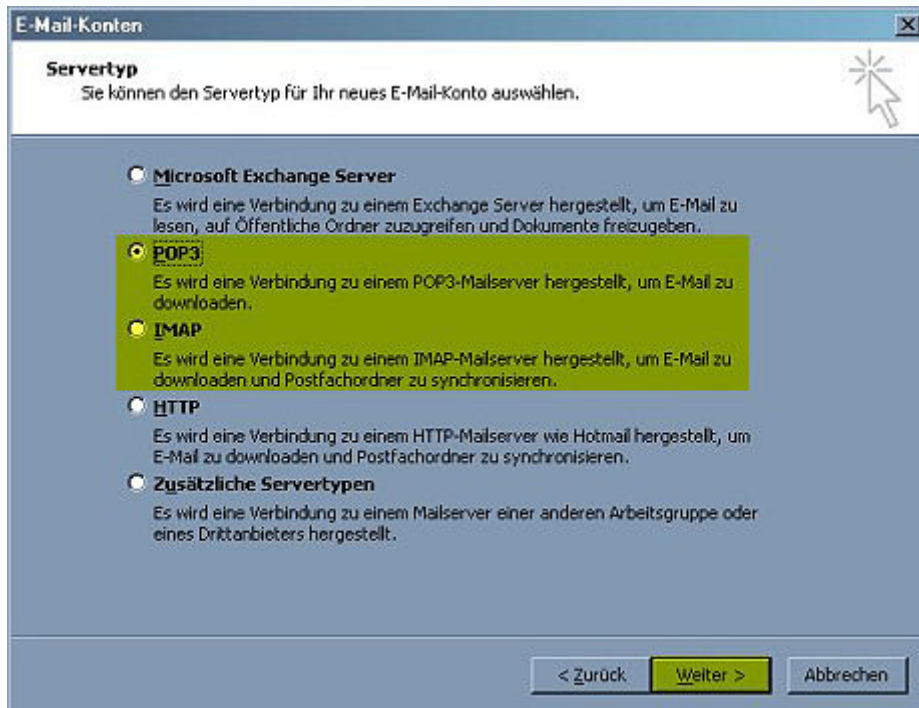 E-Mail-Konten
Servertyp
Sie können den Servertyp für Ihr neues E-Mail-Konto auswählen.
Microsoft Exchange Server
Es wird eine Verbindung zu einem Exchange Server hergestellt, um E-Mail zu
lesen, auf Öffentliche Ordner zuzugreifen und Dokumente freizugeben.
POP3
Es wird eine Verbindung zu einem POP3-Mailserver hergestellt, um E-Mail zu
downloaden.
IMAP
Es wird eine Verbindung zu einem IMAP-Mailserver hergestellt, um E-Mail zu
downloaden und Postfachordner zu synchronisieren.
HTTP
Es wird eine Verbindung zu einem HTTP-Mailserver wie Hotmail hergestellt, um
E-Mail zu downloaden und Postfachordner zu synchronisieren.
Zusätzliche Servertypen
Es wird eine Verbindung zu einem Mailserver einer anderen Arbeitsgruppe oder
eines Drittanbieters hergestellt.
< Zurück Weiter > Abbrechen